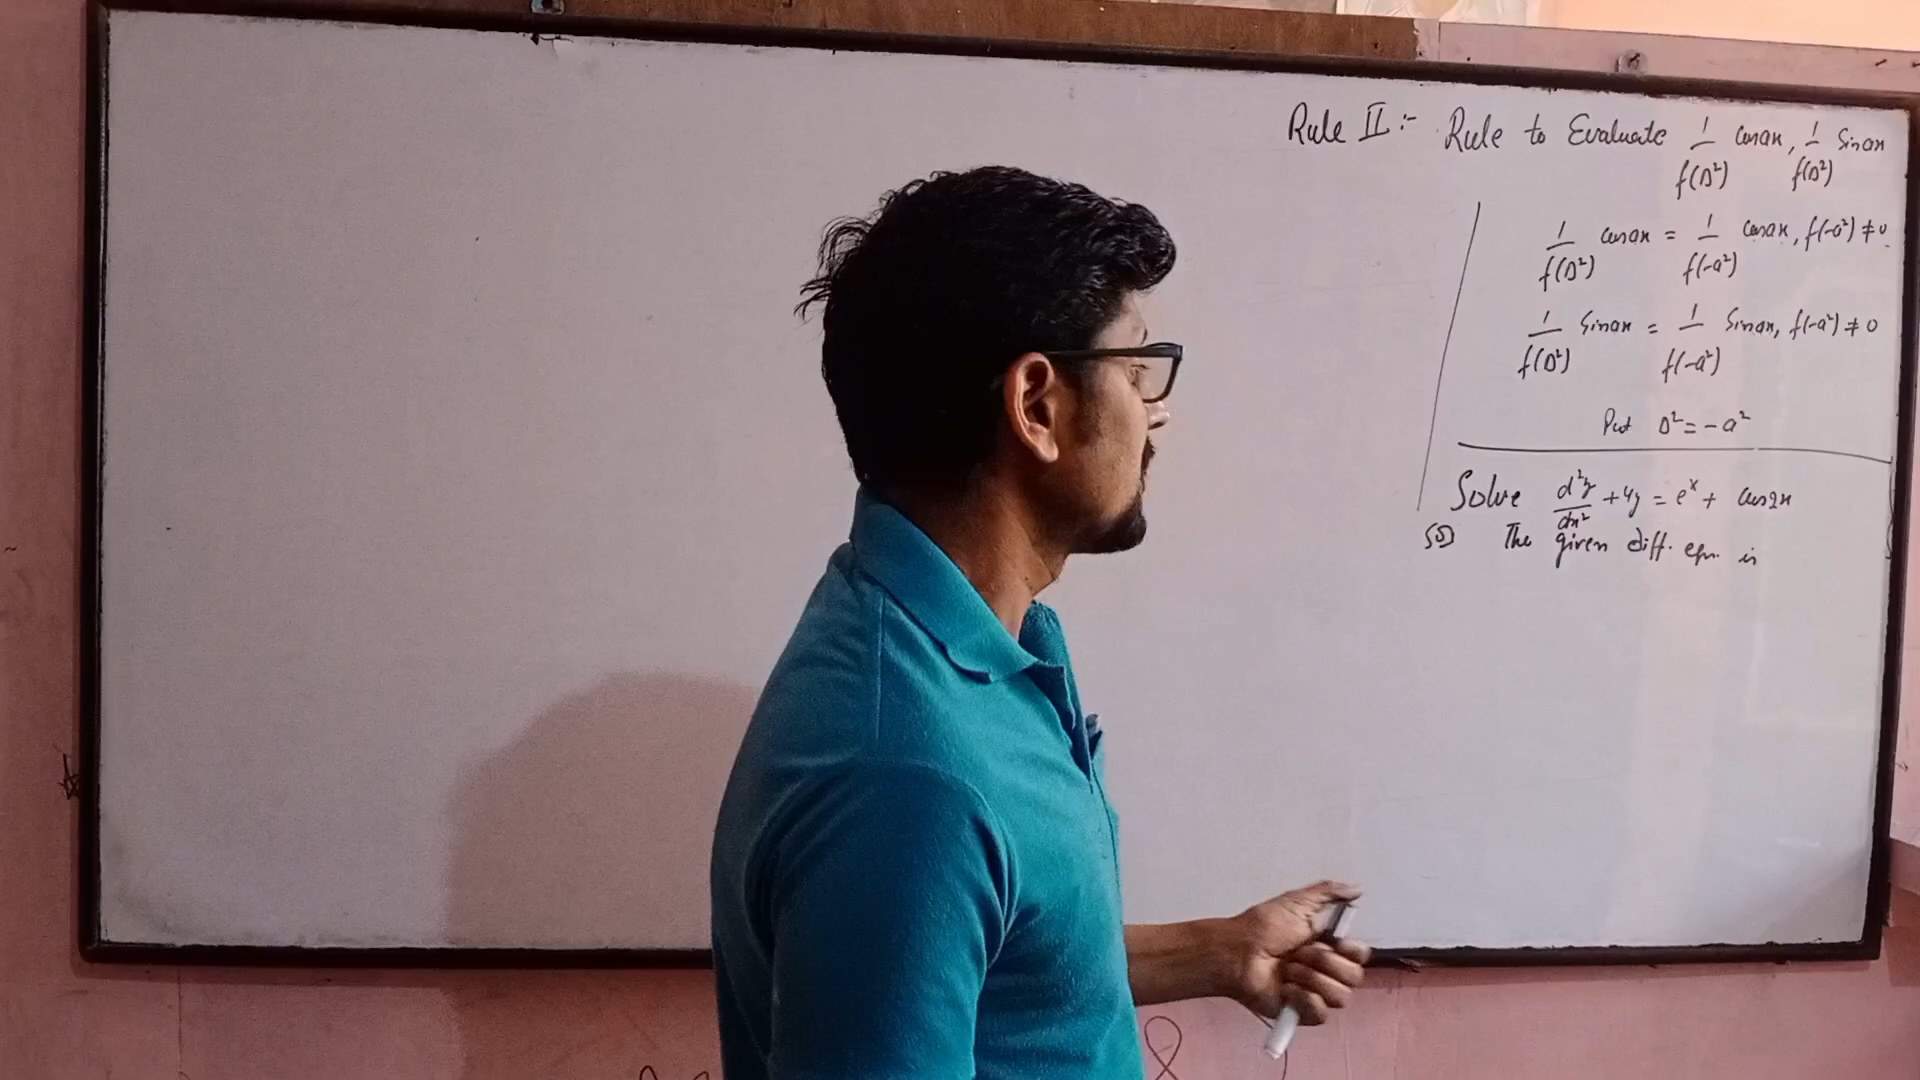 Rule II :- Rule to Evaluate 1/f(D²) cosax, 1/f(D²) Sinax
1/f(D²) cosax = 1/f(-a²) cosax, f(-a²) ≠ 0
1/f(D²) Sinax = 1/f(-a²) Sinax, f(-a²) ≠ 0
Put D² = -a²
Solve d²y/dx² + 4y = eˣ + cos2x
Sol The given diff. eqn. is